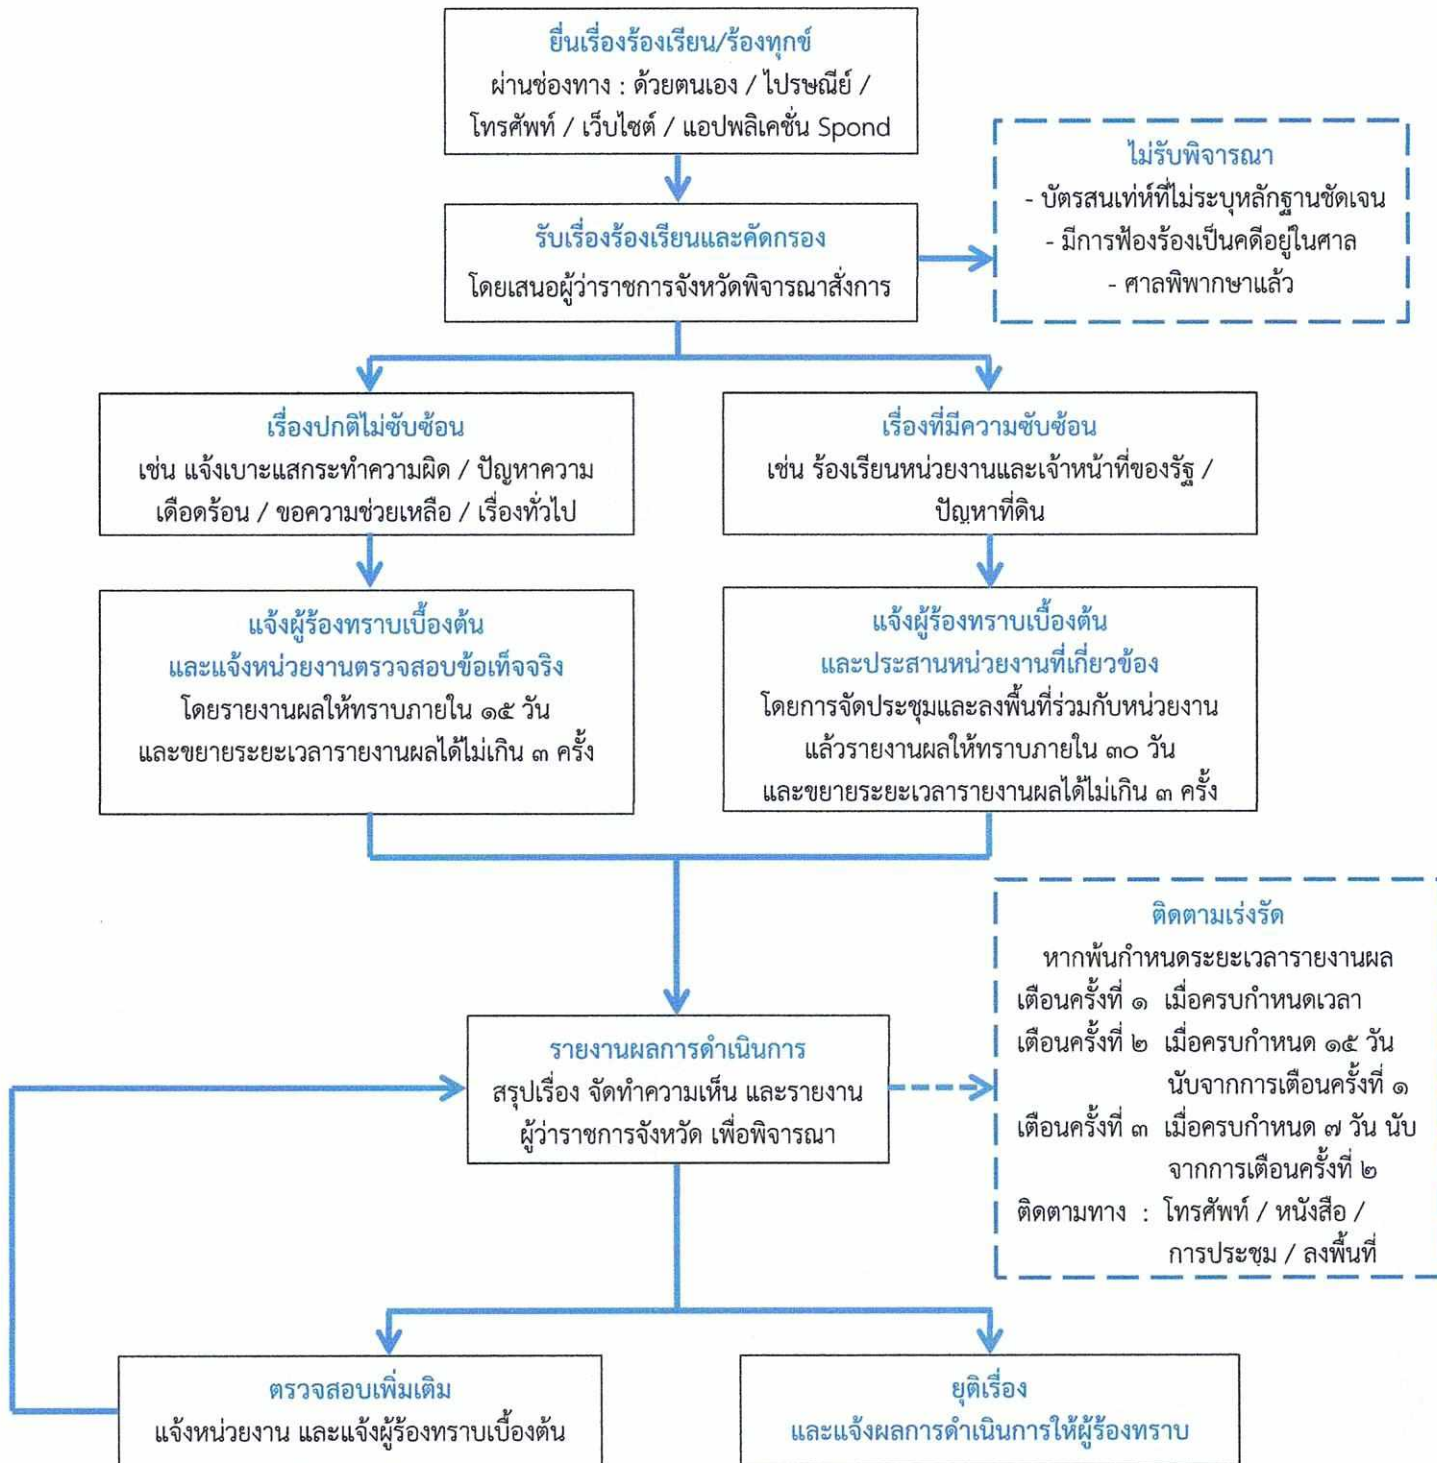 ยื่นเรื่องร้องเรียน/ร้องทุกข์
ผ่านช่องทาง : ด้วยตนเอง / ไปรษณีย์ /
โทรศัพท์ / เว็บไซต์ / แอปพลิเคชั่น Spond
ไม่รับพิจารณา
- บัตรสนเท่ห์ที่ไม่ระบุหลักฐานชัดเจน
- มีการฟ้องร้องเป็นคดีอยู่ในศาล
- ศาลพิพากษาแล้ว
รับเรื่องร้องเรียนและคัดกรอง
โดยเสนอผู้ว่าราชการจังหวัดพิจารณาสั่งการ
เรื่องปกติไม่ซับซ้อน
เช่น แจ้งเบาะแสกระทำความผิด / ปัญหาความ
เดือดร้อน / ขอความช่วยเหลือ / เรื่องทั่วไป
เรื่องที่มีความซับซ้อน
เช่น ร้องเรียนหน่วยงานและเจ้าหน้าที่ของรัฐ /
ปัญหาที่ดิน
แจ้งผู้ร้องทราบเบื้องต้น
และแจ้งหน่วยงานตรวจสอบข้อเท็จจริง
โดยรายงานผลให้ทราบภายใน ๑๕ วัน
และขยายระยะเวลารายงานผลได้ไม่เกิน ๓ ครั้ง
แจ้งผู้ร้องทราบเบื้องต้น
และประสานหน่วยงานที่เกี่ยวข้อง
โดยการจัดประชุมและลงพื้นที่ร่วมกับหน่วยงาน
แล้วรายงานผลให้ทราบภายใน ๓๐ วัน
และขยายระยะเวลารายงานผลได้ไม่เกิน ๓ ครั้ง
ติดตามเร่งรัด
หากพ้นกำหนดระยะเวลารายงานผล
เตือนครั้งที่ ๑ เมื่อครบกำหนดเวลา
เตือนครั้งที่ ๒ เมื่อครบกำหนด ๑๕ วัน
นับจากการเตือนครั้งที่ ๑
เตือนครั้งที่ ๓ เมื่อครบกำหนด ๗ วัน นับ
จากการเตือนครั้งที่ ๒
ติดตามทาง : โทรศัพท์ / หนังสือ /
การประชุม / ลงพื้นที่
รายงานผลการดำเนินการ
สรุปเรื่อง จัดทำความเห็น และรายงาน
ผู้ว่าราชการจังหวัด เพื่อพิจารณา
ตรวจสอบเพิ่มเติม
แจ้งหน่วยงาน และแจ้งผู้ร้องทราบเบื้องต้น
ยุติเรื่อง
และแจ้งผลการดำเนินการให้ผู้ร้องทราบ